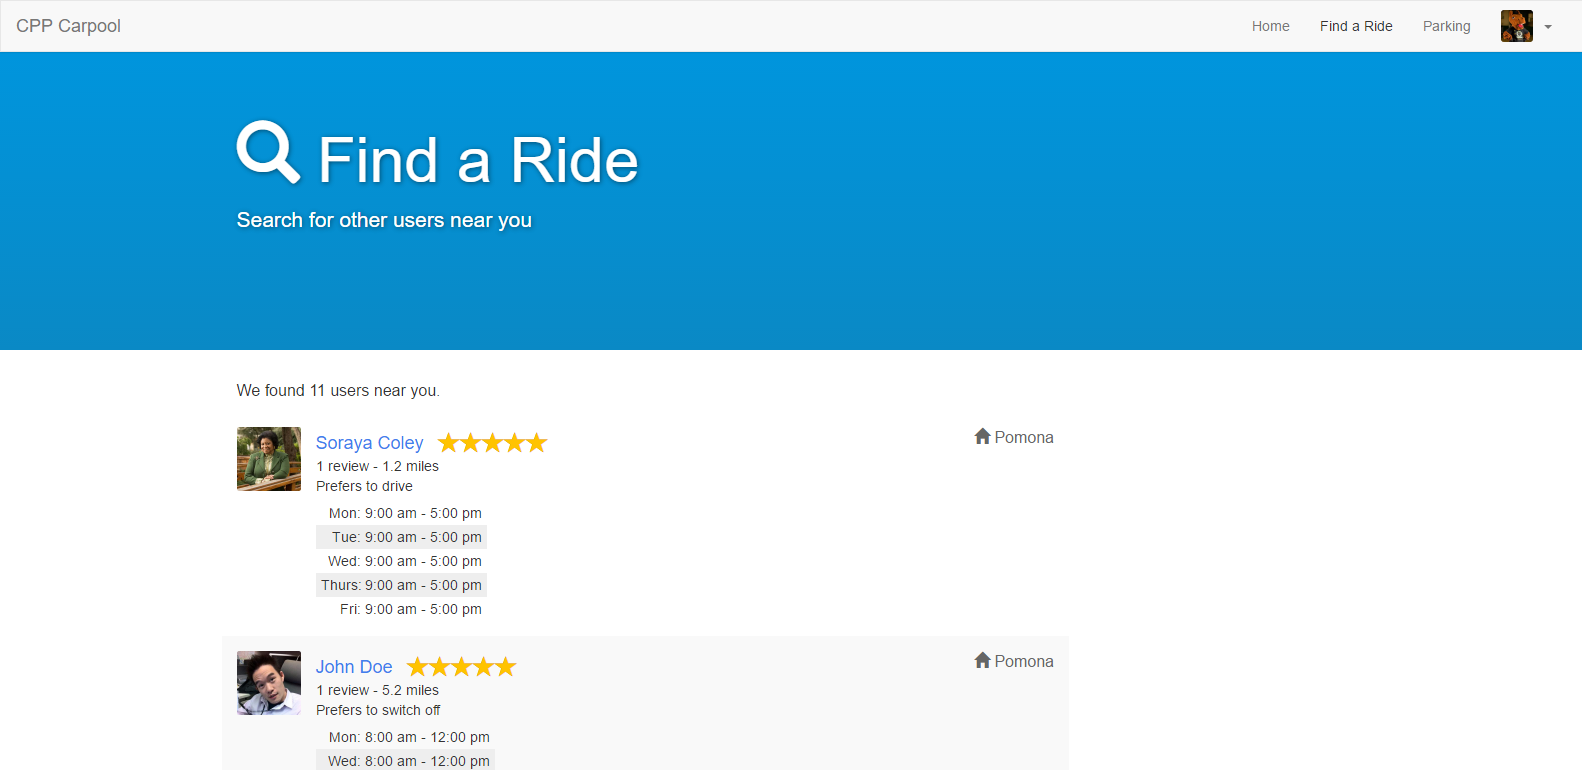 CPP Carpool Home Find a Ride Parking
Find a Ride
Search for other users near you
We found 11 users near you.
Soraya Coley Pomona
1 review - 1.2 miles
Prefers to drive
Mon: 9:00 am - 5:00 pm
Tue: 9:00 am - 5:00 pm
Wed: 9:00 am - 5:00 pm
Thurs: 9:00 am - 5:00 pm
Fri: 9:00 am - 5:00 pm
John Doe Pomona
1 review - 5.2 miles
Prefers to switch off
Mon: 8:00 am - 12:00 pm
Wed: 8:00 am - 12:00 pm